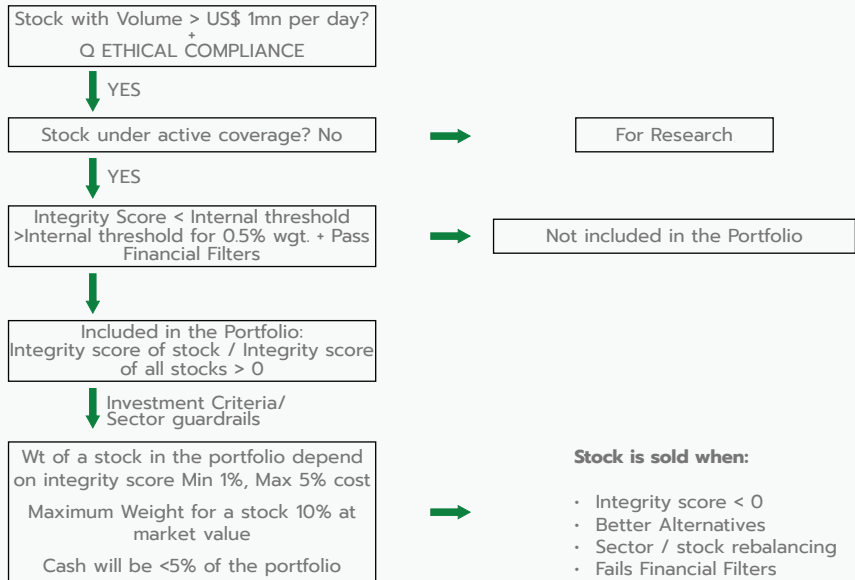 Stock with Volume > US$ 1mn per day?
+
Q ETHICAL COMPLIANCE
YES
Stock under active coverage? No
For Research
YES
Integrity Score < Internal threshold
>Internal threshold for 0.5% wgt. + Pass
Financial Filters
Not included in the Portfolio
Included in the Portfolio:
Integrity score of stock / Integrity score
of all stocks > 0
Investment Criteria/
Sector guardrails
Wt of a stock in the portfolio depend
on integrity score Min 1%, Max 5% cost
Maximum Weight for a stock 10% at
market value
Cash will be <5% of the portfolio
Stock is sold when:
· Integrity score < 0
· Better Alternatives
· Sector / stock rebalancing
· Fails Financial Filters